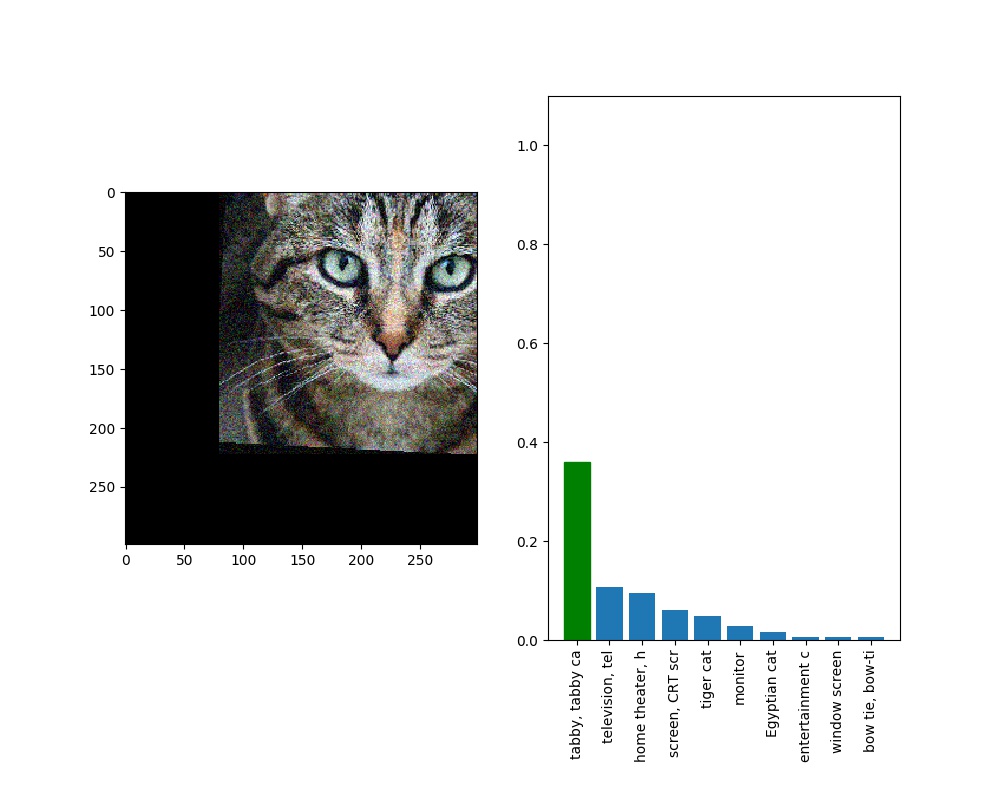 0
50
100
150
200
250
0 50 100 150 200 250
1.0
0.8
0.6
0.4
0.2
0.0
tabby, tabby ca
television, tel
home theater, h
screen, CRT scr
tiger cat
monitor
Egyptian cat
entertainment c
window screen
bow tie, bow-ti